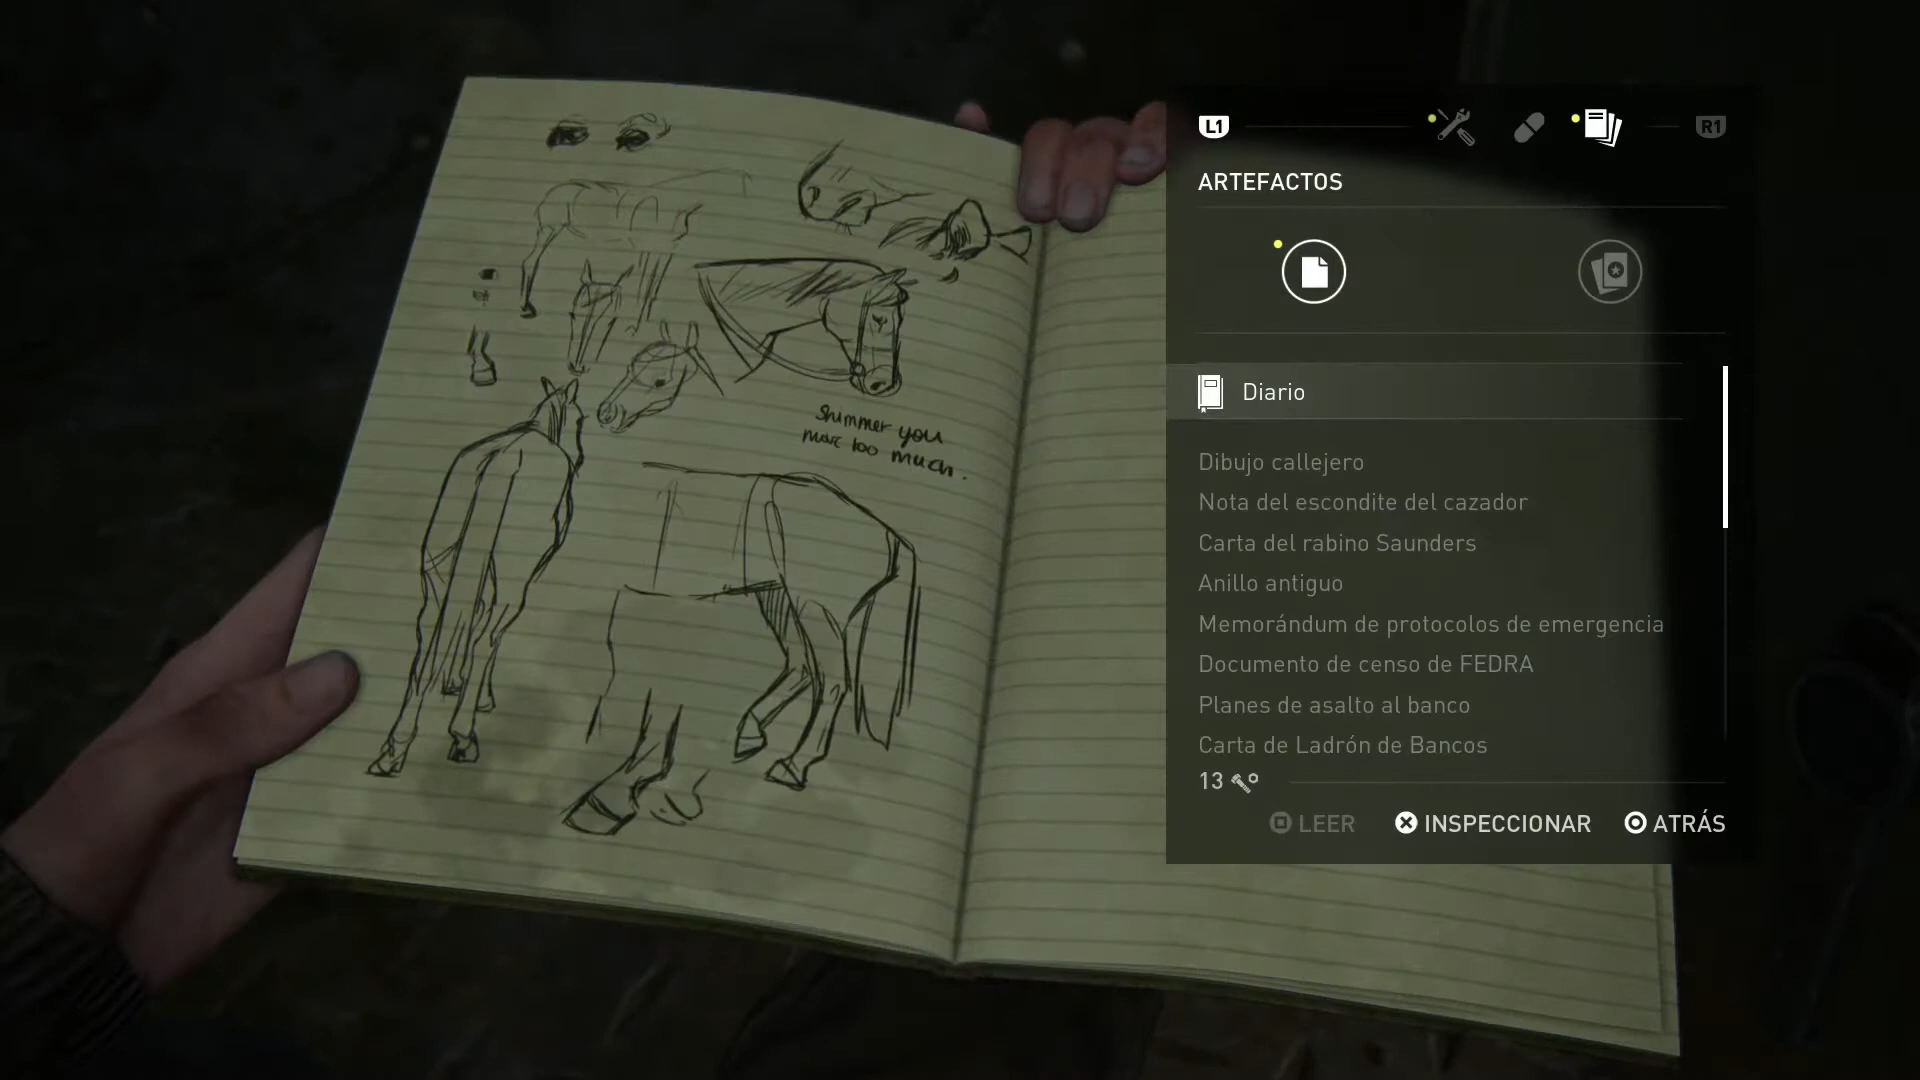 L1
R1
ARTEFACTOS
Diario
Dibujo callejero
Nota del escondite del cazador
Carta del rabino Saunders
Anillo antiguo
Memorándum de protocolos de emergencia
Documento de censo de FEDRA
Planes de asalto al banco
Carta de Ladrón de Bancos
13
LEER INSPECCIONAR ATRÁS
Shimmer you
move too much.